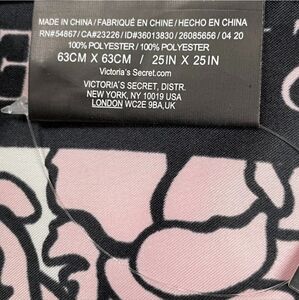 MADE IN CHINA / FABRIQUÉ EN CHINE / HECHO EN CHINA
RN#54867 / CA#23226 / ID#36013830 / 26085656 / 04 20
100% POLYESTER / 100% POLYESTER
63CM X 63CM / 25IN X 25IN
Victoria's Secret.com
VICTORIA'S SECRET, DISTR.
NEW YORK, NY 10019 USA
LONDON WC2E 9BA,UK